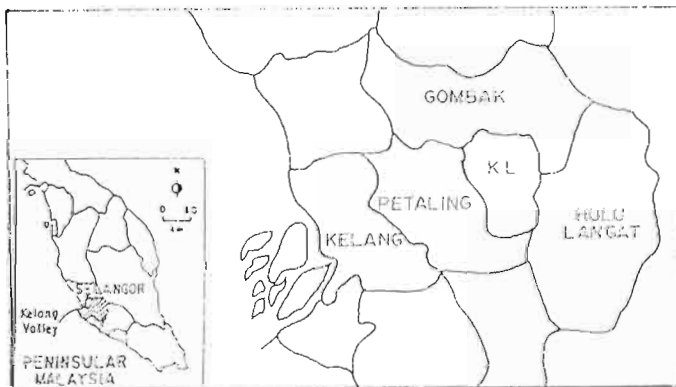 GOMBAK
KL
PETALING
KELANG
HULU
LANGAT
SELANGOR
Kelang
Valley
PENINSULAR
MALAYSIA